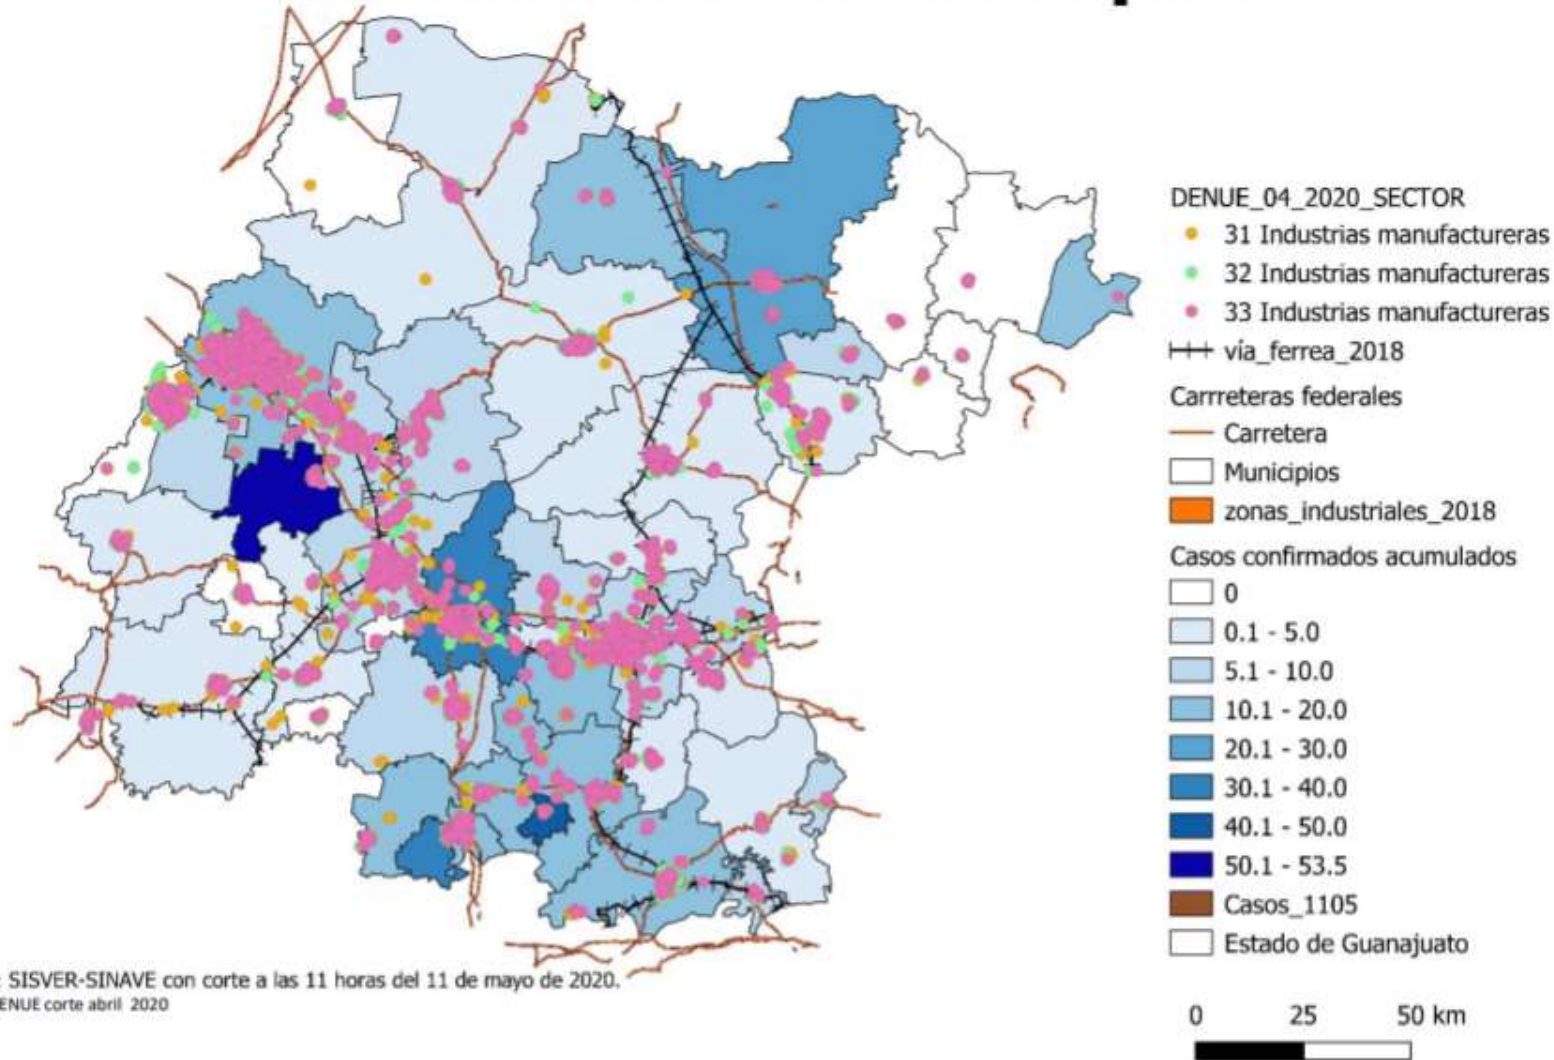 DENUE_04_2020_SECTOR
31 Industrias manufactureras
32 Industrias manufactureras
33 Industrias manufactureras
vía_ferrea_2018
Carrreteras federales
Carretera
Municipios
zonas_industriales_2018
Casos confirmados acumulados
0
0.1 - 5.0
5.1 - 10.0
10.1 - 20.0
20.1 - 30.0
30.1 - 40.0
40.1 - 50.0
50.1 - 53.5
Casos_1105
Estado de Guanajuato
: SISVER-SINAVE con corte a las 11 horas del 11 de mayo de 2020.
ENUE corte abril 2020
0 25 50 km